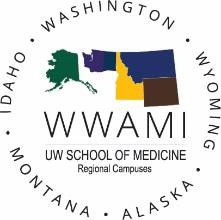 WASHINGTON • WYOMING • ALASKA • MONTANA • IDAHO •
WWAMI
UW SCHOOL OF MEDICINE
Regional Campuses